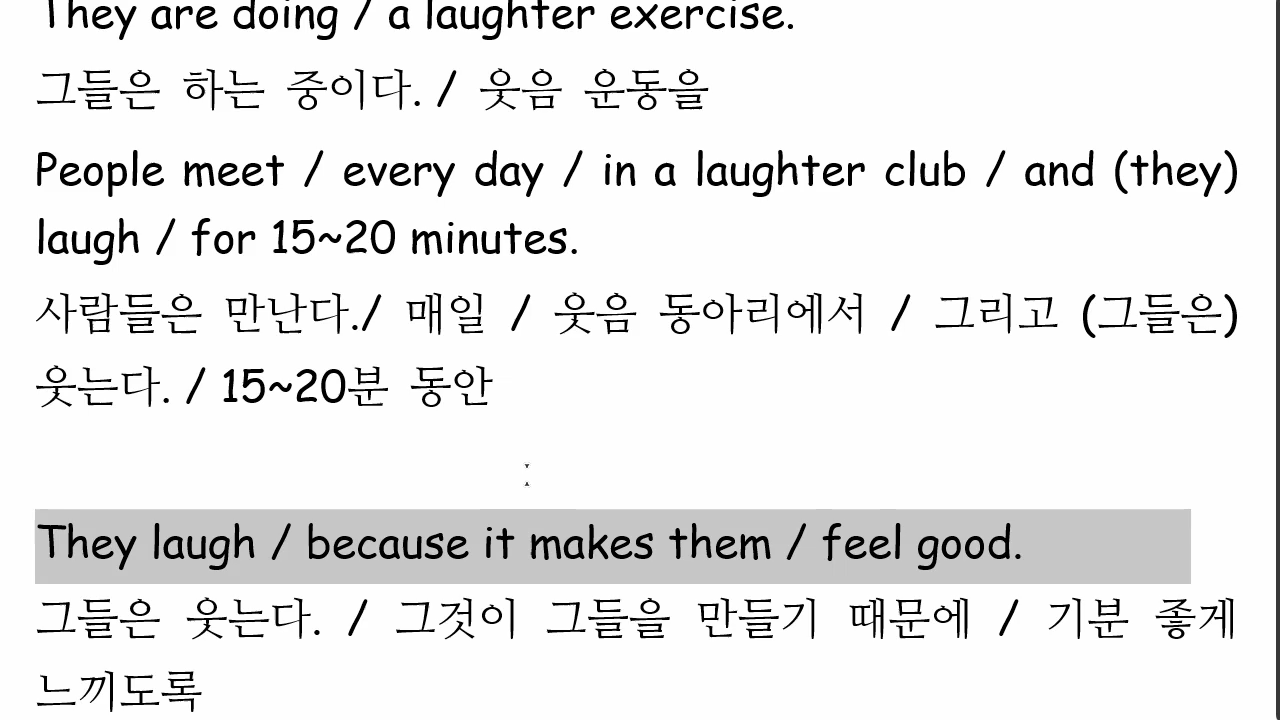 They are doing / a laughter exercise.
그들은 하는 중이다. / 웃음 운동을
People meet / every day / in a laughter club / and (they)
laugh / for 15~20 minutes.
사람들은 만난다./ 매일 / 웃음 동아리에서 / 그리고 (그들은)
웃는다. / 15~20분 동안
They laugh / because it makes them / feel good.
그들은 웃는다. / 그것이 그들을 만들기 때문에 / 기분 좋게
느끼도록